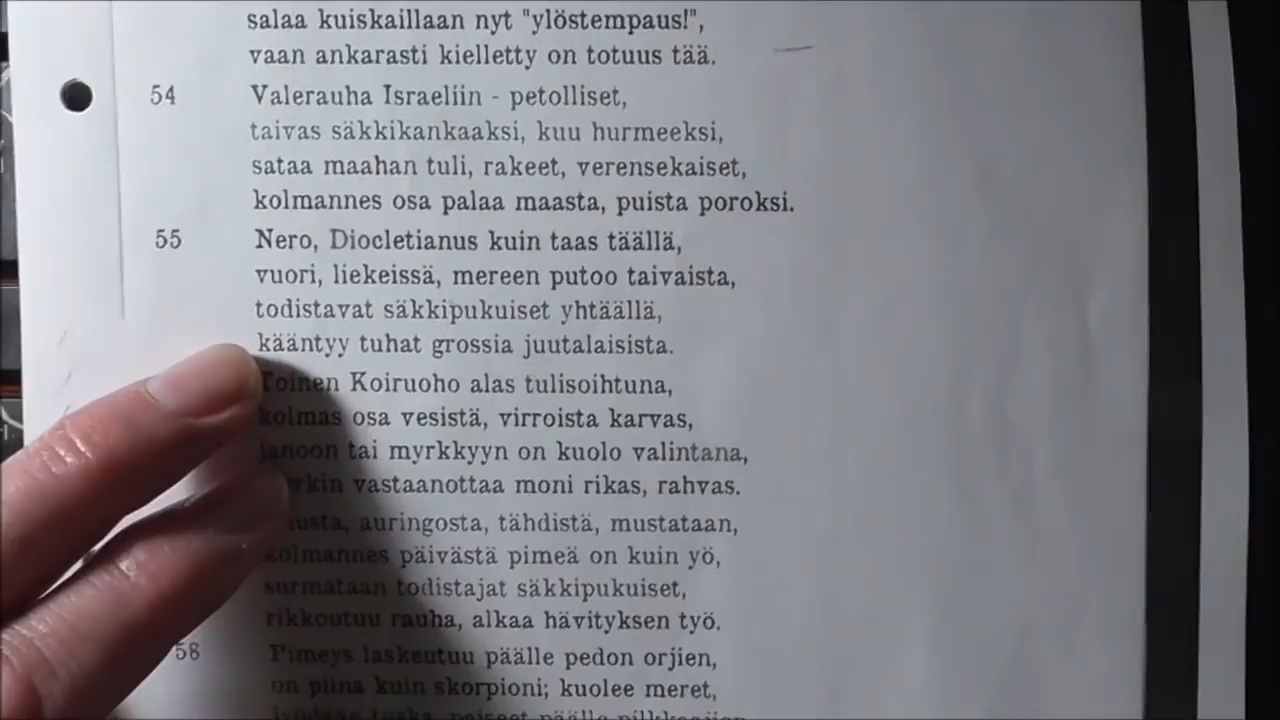 salaa kuiskaillaan nyt "ylöstempaus!",
vaan ankarasti kielletty on totuus tää.
54 Valerauha Israeliin - petolliset,
taivas säkkikankaaksi, kuu hurmeeksi,
sataa maahan tuli, rakeet, verensekaiset,
kolmannes osa palaa maasta, puista poroksi.
55 Nero, Diocletianus kuin taas täällä,
vuori, liekeissä, mereen putoo taivaista,
todistavat säkkipukuiset yhtäällä,
kääntyy tuhat grossia juutalaisista.
Toinen Koiruoho alas tulisoihtuna,
kolmas osa vesistä, virroista karvas,
janoon tai myrkkyyn on kuolo valintana,
vastaanottaa moni rikas, rahvas.
auringosta, tähdistä, mustataan,
kolmannes päivästä pimeä on kuin yö,
surmataan todistajat säkkipukuiset,
rikkoutuu rauha, alkaa hävityksen työ.
58 Pimeys laskeutuu päälle pedon orjien,
on piina kuin skorpioni; kuolee meret,